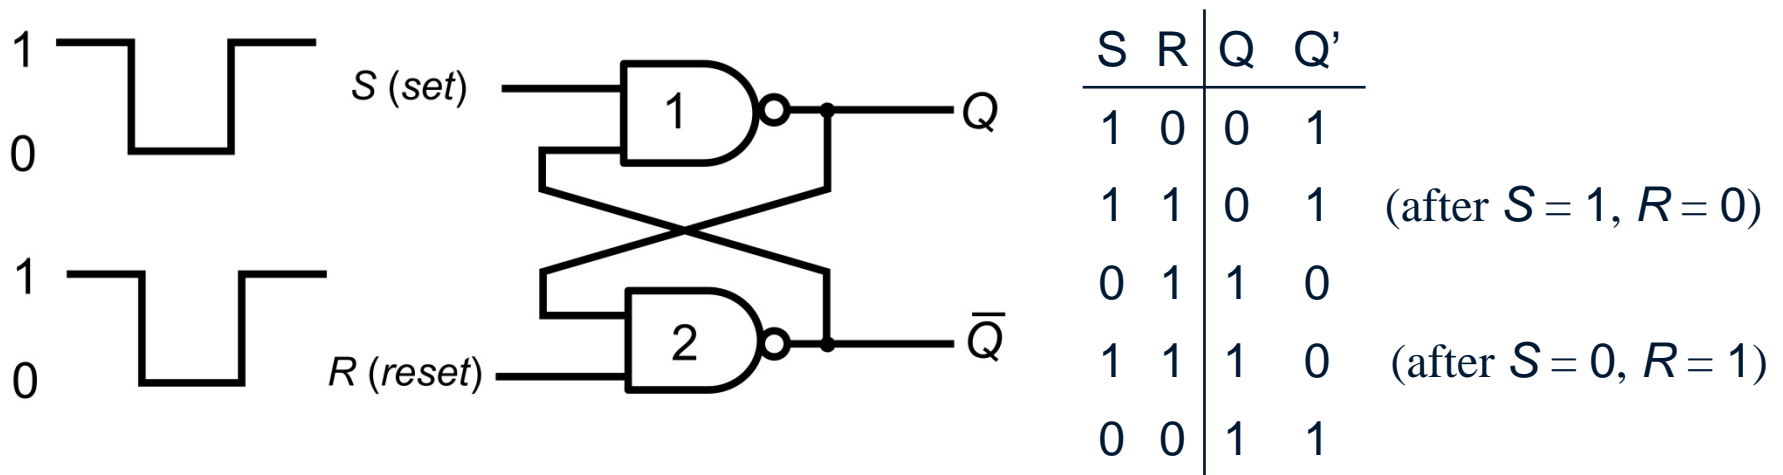 1
0
S (set)
1
Q
1
0
R (reset)
2
Q̅
S R Q Q’
1 0 0 1
1 1 0 1 (after S = 1, R = 0)
0 1 1 0
1 1 1 0 (after S = 0, R = 1)
0 0 1 1